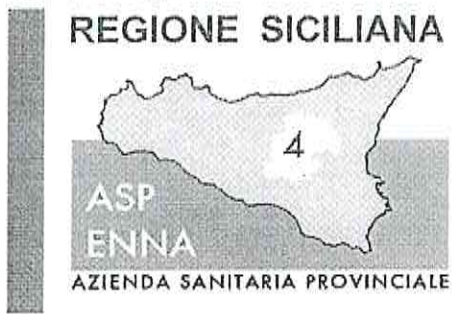 REGIONE SICILIANA
4
ASP
ENNA
AZIENDA SANITARIA PROVINCIALE